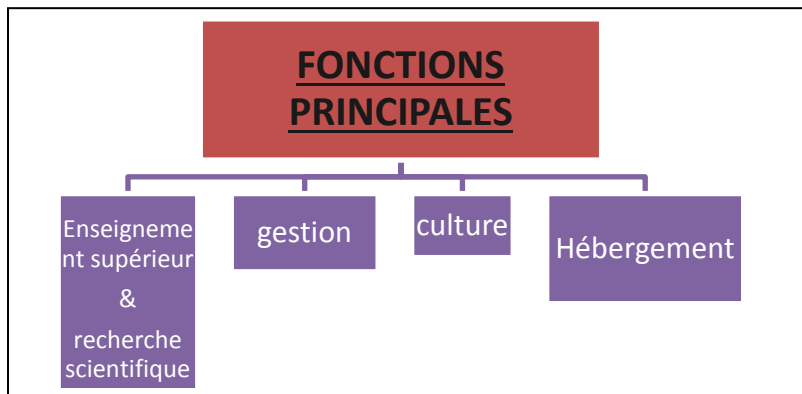 FONCTIONS
PRINCIPALES
Enseigneme
nt supérieur
&
recherche
scientifique
gestion
culture
Hébergement